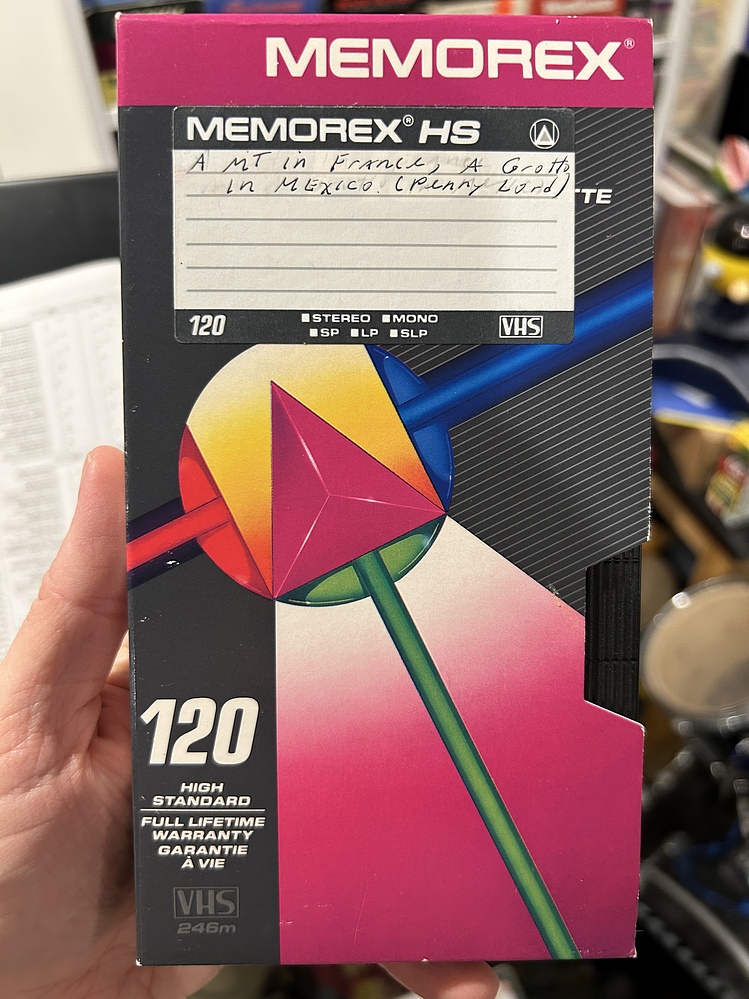 MEMOREX®
MEMOREX® HS
A MT in France, A Grotto
in MExico. (Penny Lord)
TTE
120
STEREO MONO
SP LP SLP
VHS
120
HIGH
STANDARD
FULL LIFETIME
WARRANTY
GARANTIE
À VIE
VHS
246m